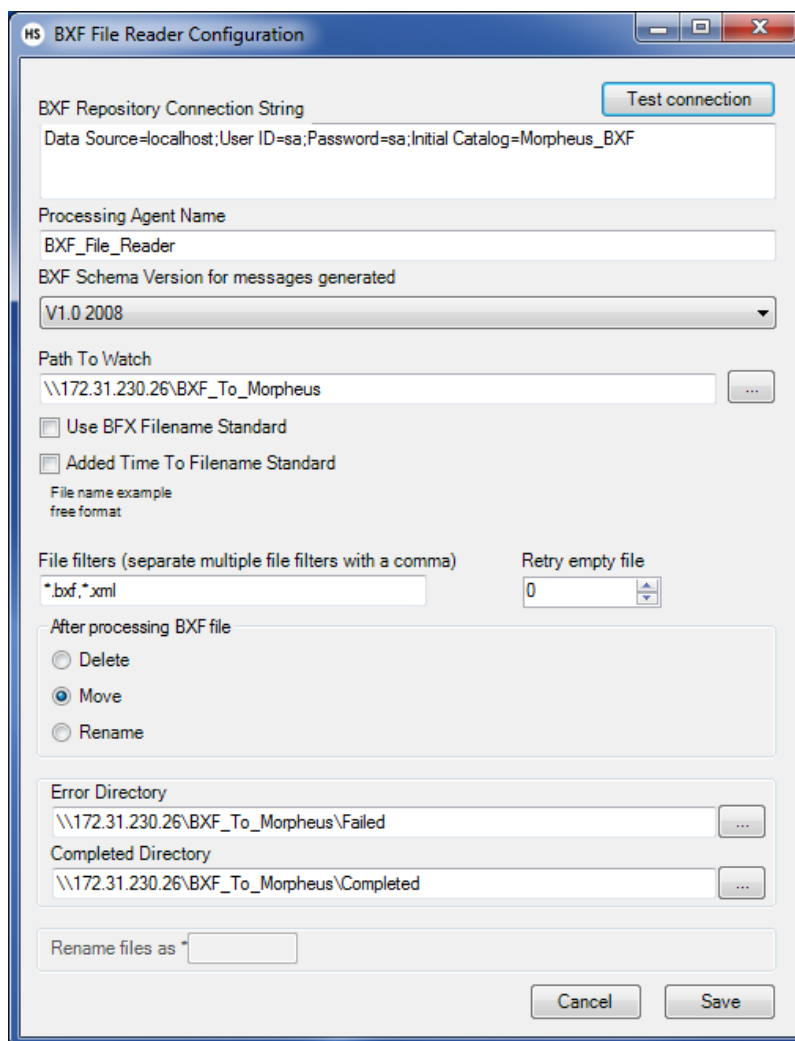 HS BXF File Reader Configuration
Test connection
BXF Repository Connection String
Data Source=localhost;User ID=sa;Password=sa;Initial Catalog=Morpheus_BXF
Processing Agent Name
BXF_File_Reader
BXF Schema Version for messages generated
V1.0 2008
Path To Watch
\\172.31.230.26\BXF_To_Morpheus
...
Use BFX Filename Standard
Added Time To Filename Standard
File name example
free format
File filters (separate multiple file filters with a comma) Retry empty file
*.bxf,*.xml 0
After processing BXF file
Delete
Move
Rename
Error Directory
\\172.31.230.26\BXF_To_Morpheus\Failed ...
Completed Directory
\\172.31.230.26\BXF_To_Morpheus\Completed ...
Rename files as *
Cancel Save